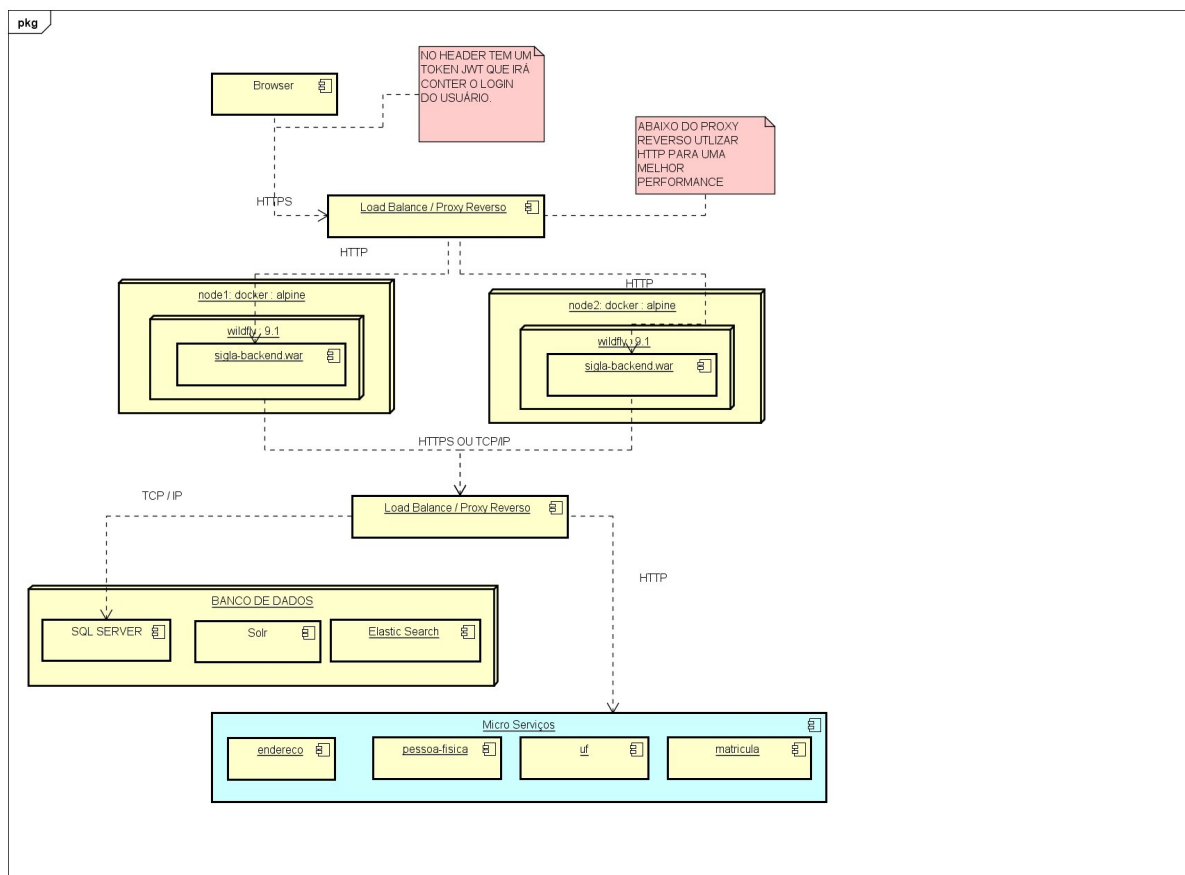 pkg
NO HEADER TEM UM
TOKEN JWT QUE IRÁ
CONTER O LOGIN
DO USUÁRIO.
Browser
ABAIXO DO PROXY
REVERSO UTLIZAR
HTTP PARA UMA
MELHOR
PERFORMANCE
HTTPS
Load Balance / Proxy Reverso
HTTP
HTTP
node1: docker : alpine
node2: docker : alpine
wildfly : 9.1
wildfly : 9.1
sigla-backend.war
sigla-backend.war
HTTPS OU TCP/IP
TCP / IP
Load Balance / Proxy Reverso
HTTP
BANCO DE DADOS
SQL SERVER
Solr
Elastic Search
Micro Serviços
endereco
pessoa-fisica
uf
matricula